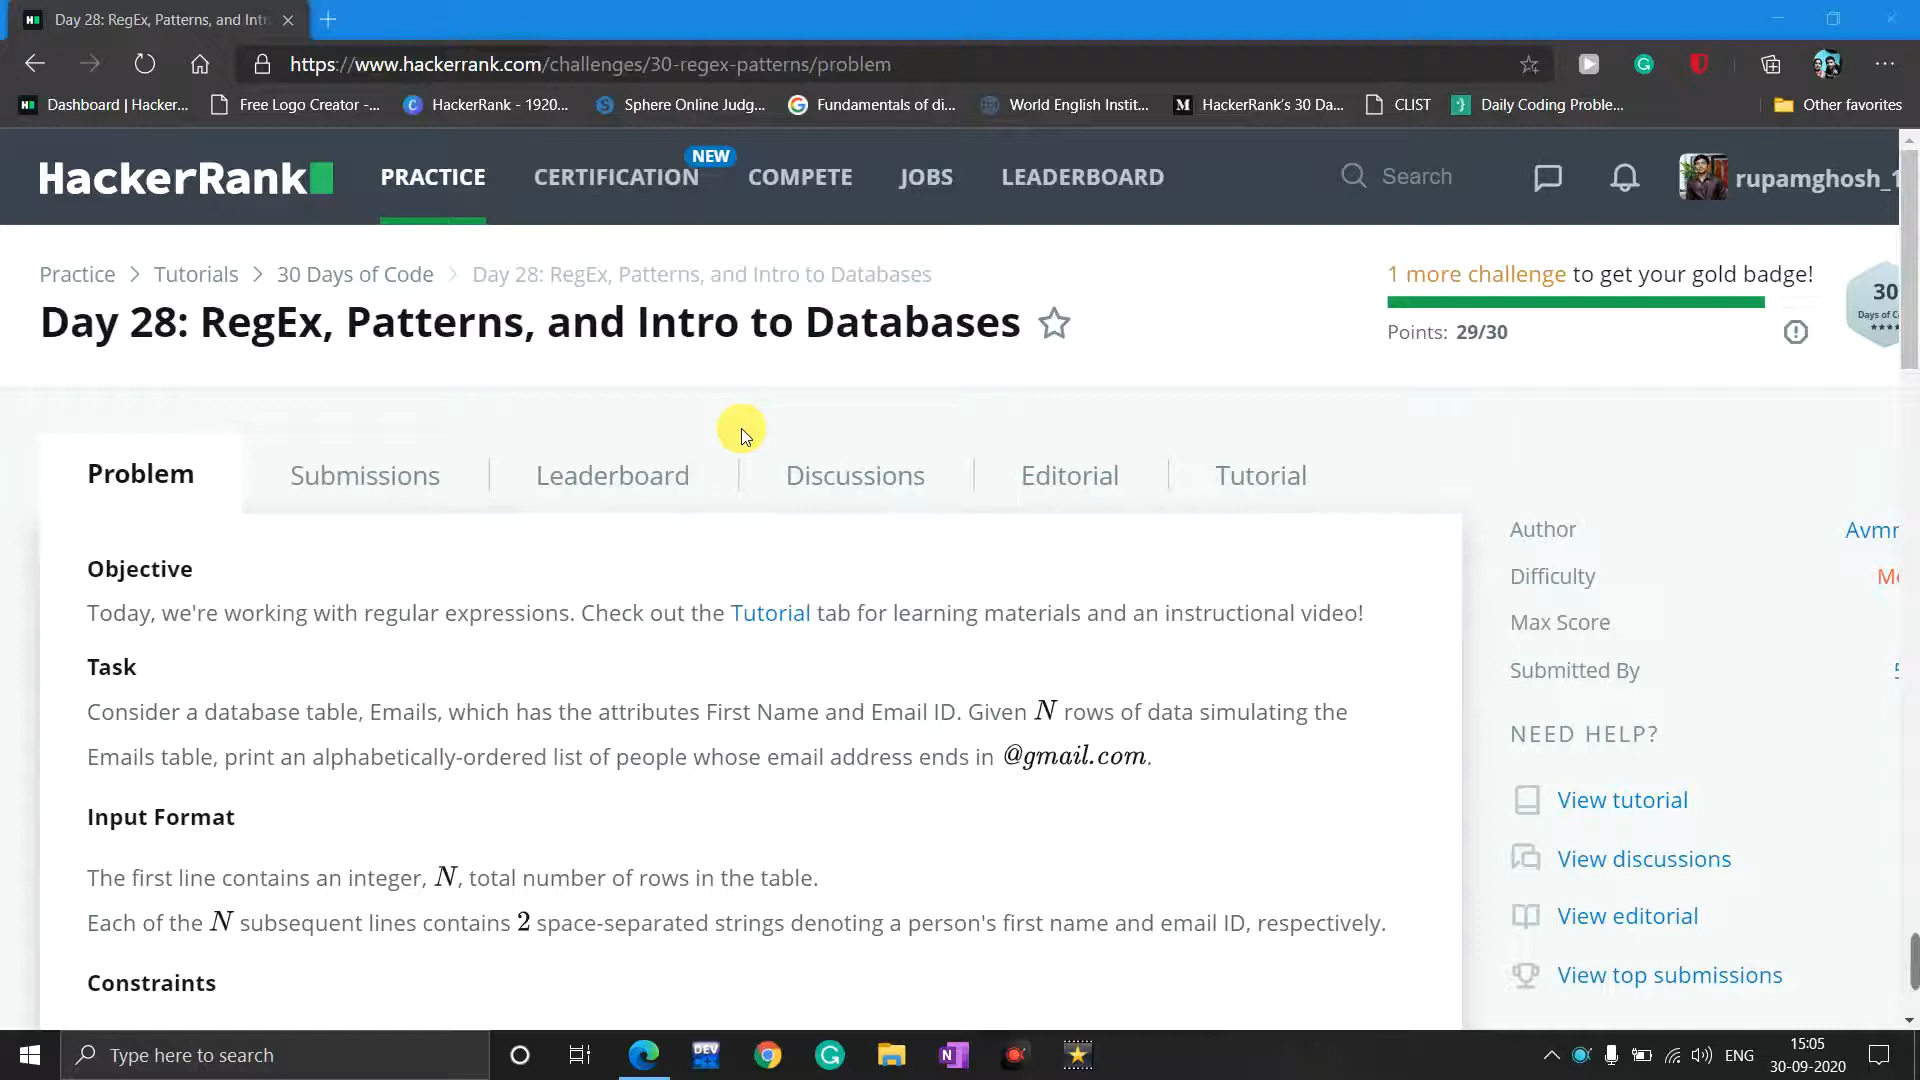 Day 28: RegEx, Patterns, and Intr
https://www.hackerrank.com/challenges/30-regex-patterns/problem
Dashboard | Hacker... Free Logo Creator -... HackerRank - 1920... Sphere Online Judg... Fundamentals of di... World English Instit... HackerRank's 30 Da... CLIST Daily Coding Proble... Other favorites
HackerRank PRACTICE CERTIFICATION NEW COMPETE JOBS LEADERBOARD Search rupamghosh_1
Practice > Tutorials > 30 Days of Code > Day 28: RegEx, Patterns, and Intro to Databases
1 more challenge to get your gold badge!
Day 28: RegEx, Patterns, and Intro to Databases
Points: 29/30
30
Days of C
Problem Submissions Leaderboard Discussions Editorial Tutorial
Objective
Today, we're working with regular expressions. Check out the Tutorial tab for learning materials and an instructional video!
Task
Consider a database table, Emails, which has the attributes First Name and Email ID. Given N rows of data simulating the
Emails table, print an alphabetically-ordered list of people whose email address ends in @gmail.com.
Input Format
The first line contains an integer, N, total number of rows in the table.
Each of the N subsequent lines contains 2 space-separated strings denoting a person's first name and email ID, respectively.
Constraints
Author
Difficulty
Max Score
Submitted By
NEED HELP?
View tutorial
View discussions
View editorial
View top submissions
Type here to search
DEV
ENG
15:05
30-09-2020